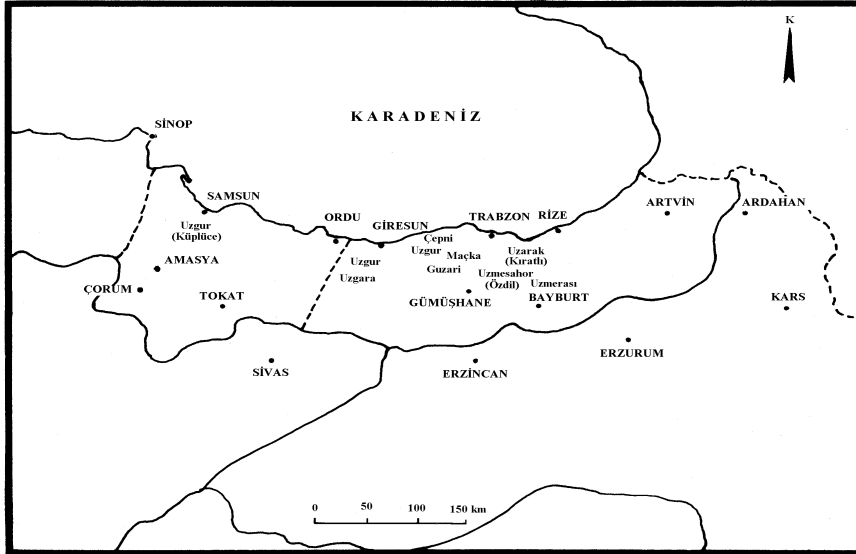 K
KARADENİZ
SİNOP
SAMSUN
Uzgur
(Küplüce)
ORDU
GİRESUN
TRABZON
RİZE
ARTVİN
ARDAHAN
Çepni
Uzgur
Maçka
Guzari
Uzarak
(Kıratlı)
Uzgur
Uzgara
Uzmesahor
(Özdil)
Uzmerası
AMASYA
ÇORUM
TOKAT
GÜMÜŞHANE
BAYBURT
KARS
SİVAS
ERZİNCAN
ERZURUM
0 50 100 150 km